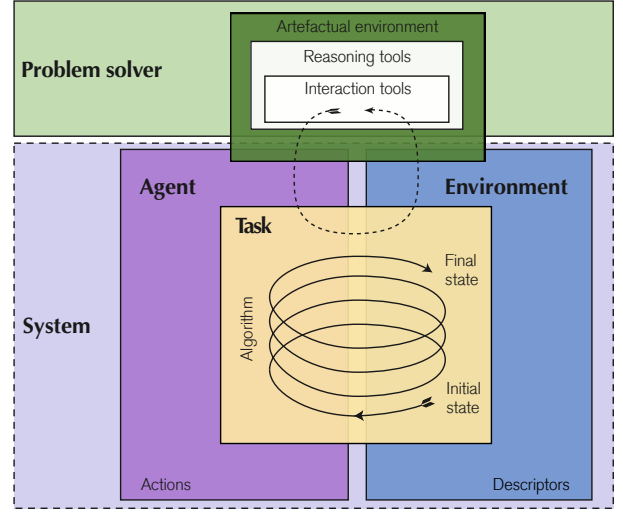 Artefactual environment
Reasoning tools
Problem solver
Interaction tools
Agent
Environment
Task
Final
state
Algorithm
System
Initial
state
Actions
Descriptors